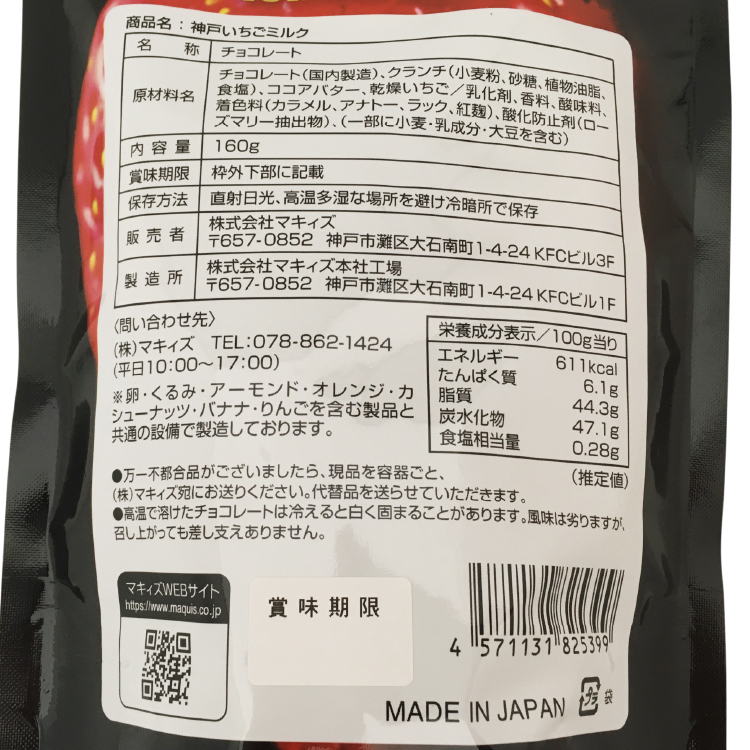 商品名：神戸いちごミルク
名称 チョコレート
原材料名 チョコレート(国内製造)、クランチ(小麦粉、砂糖、植物油脂、
食塩)、ココアバター、乾燥いちご／乳化剤、香料、酸味料、
着色料(カラメル、アナトー、ラック、紅麹)、酸化防止剤(ロー
ズマリー抽出物)、(一部に小麦・乳成分・大豆を含む)
内容量 160g
賞味期限 枠外下部に記載
保存方法 直射日光、高温多湿な場所を避け冷暗所で保存
販売者 株式会社マキィズ
〒657-0852 神戸市灘区大石南町1-4-24 KFCビル3F
製造所 株式会社マキィズ本社工場
〒657-0852 神戸市灘区大石南町1-4-24 KFCビル1F
〈問い合わせ先〉
(株)マキィズ TEL:078-862-1424
(平日10:00〜17:00)
※卵・くるみ・アーモンド・オレンジ・カ
シューナッツ・バナナ・りんごを含む製品と
共通の設備で製造しております。
栄養成分表示／100g当り
エネルギー 611kcal
たんぱく質 6.1g
脂質 44.3g
炭水化物 47.1g
食塩相当量 0.28g
(推定値)
●万一不都合品がございましたら、現品を容器ごと、
(株)マキィズ宛にお送りください。代替品を送らせていただきます。
●高温で溶けたチョコレートは冷えると白く固まることがあります。風味は劣りますが、
召し上がっても差し支えありません。
マキィズWEBサイト
https://www.maquis.co.jp
賞味期限
4 571131 825399
MADE IN JAPAN
プラ 袋